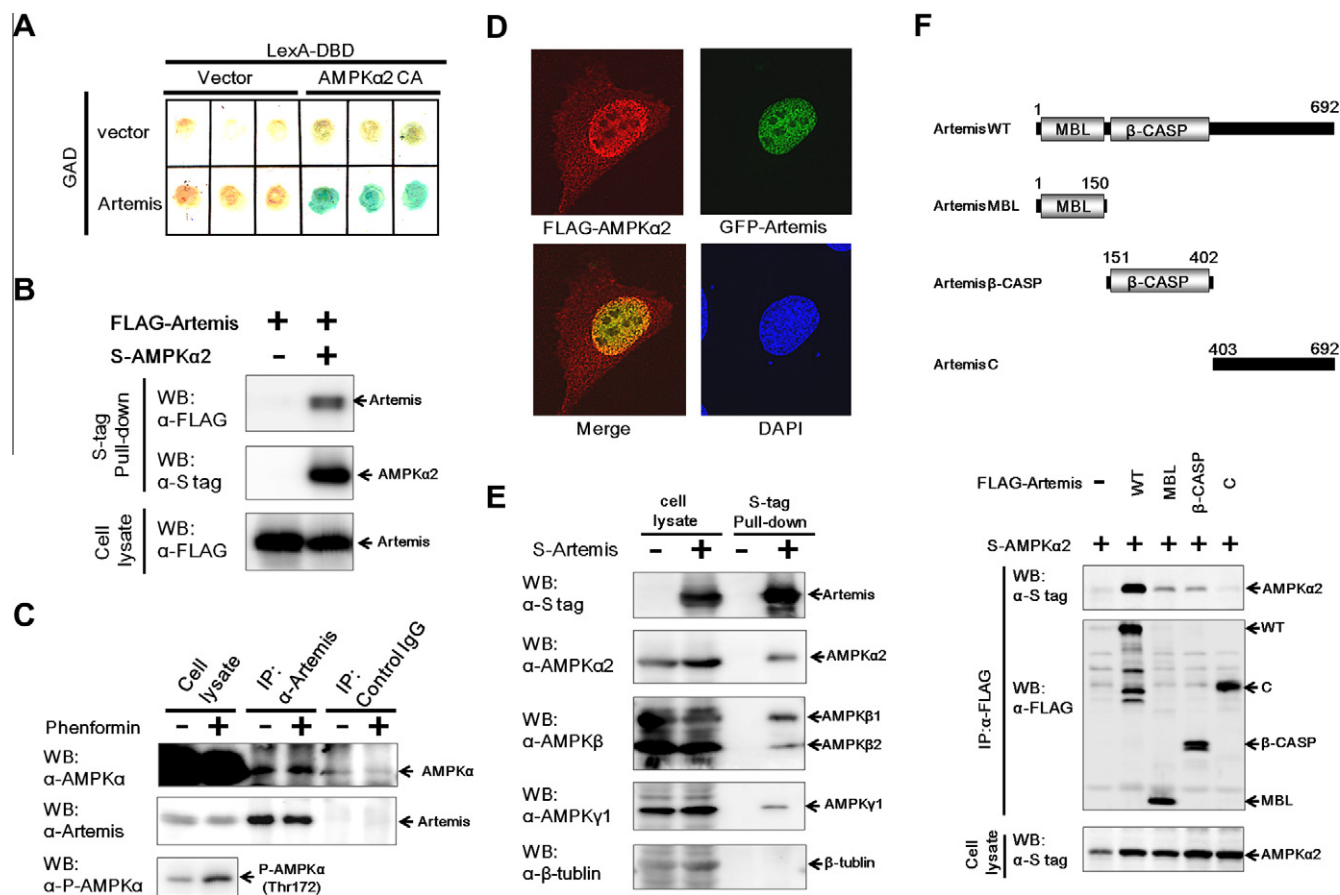 A
LexA-DBD
Vector
AMPKα2 CA
GAD
vector
Artemis
B
FLAG-Artemis + +
S-AMPKα2 - +
S-tag
Pull-down
WB:
α-FLAG
Artemis
WB:
α-S tag
AMPKα2
Cell
lysate
WB:
α-FLAG
Artemis
C
Cell
lysate
IP:
α-Artemis
IP:
Control IgG
Phenformin - + - + - +
WB:
α-AMPKα
AMPKα
WB:
α-Artemis
Artemis
WB:
α-P-AMPKα
P-AMPKα
(Thr172)
D
FLAG-AMPKα2
GFP-Artemis
Merge
DAPI
E
cell
lysate
S-tag
Pull-down
S-Artemis - + - +
WB:
α-S tag
Artemis
WB:
α-AMPKα2
AMPKα2
WB:
α-AMPKβ
AMPKβ1
AMPKβ2
WB:
α-AMPKγ1
AMPKγ1
WB:
α-β-tublin
β-tublin
F
1 692
Artemis WT
MBL
β-CASP
1 150
Artemis MBL
MBL
151 402
Artemis β-CASP
β-CASP
403 692
Artemis C
FLAG-Artemis - WT MBL β-CASP C
S-AMPKα2 + + + + +
IP:α-FLAG
WB:
α-S tag
AMPKα2
WB:
α-FLAG
WT
C
β-CASP
MBL
Cell
lysate
WB:
α-S tag
AMPKα2